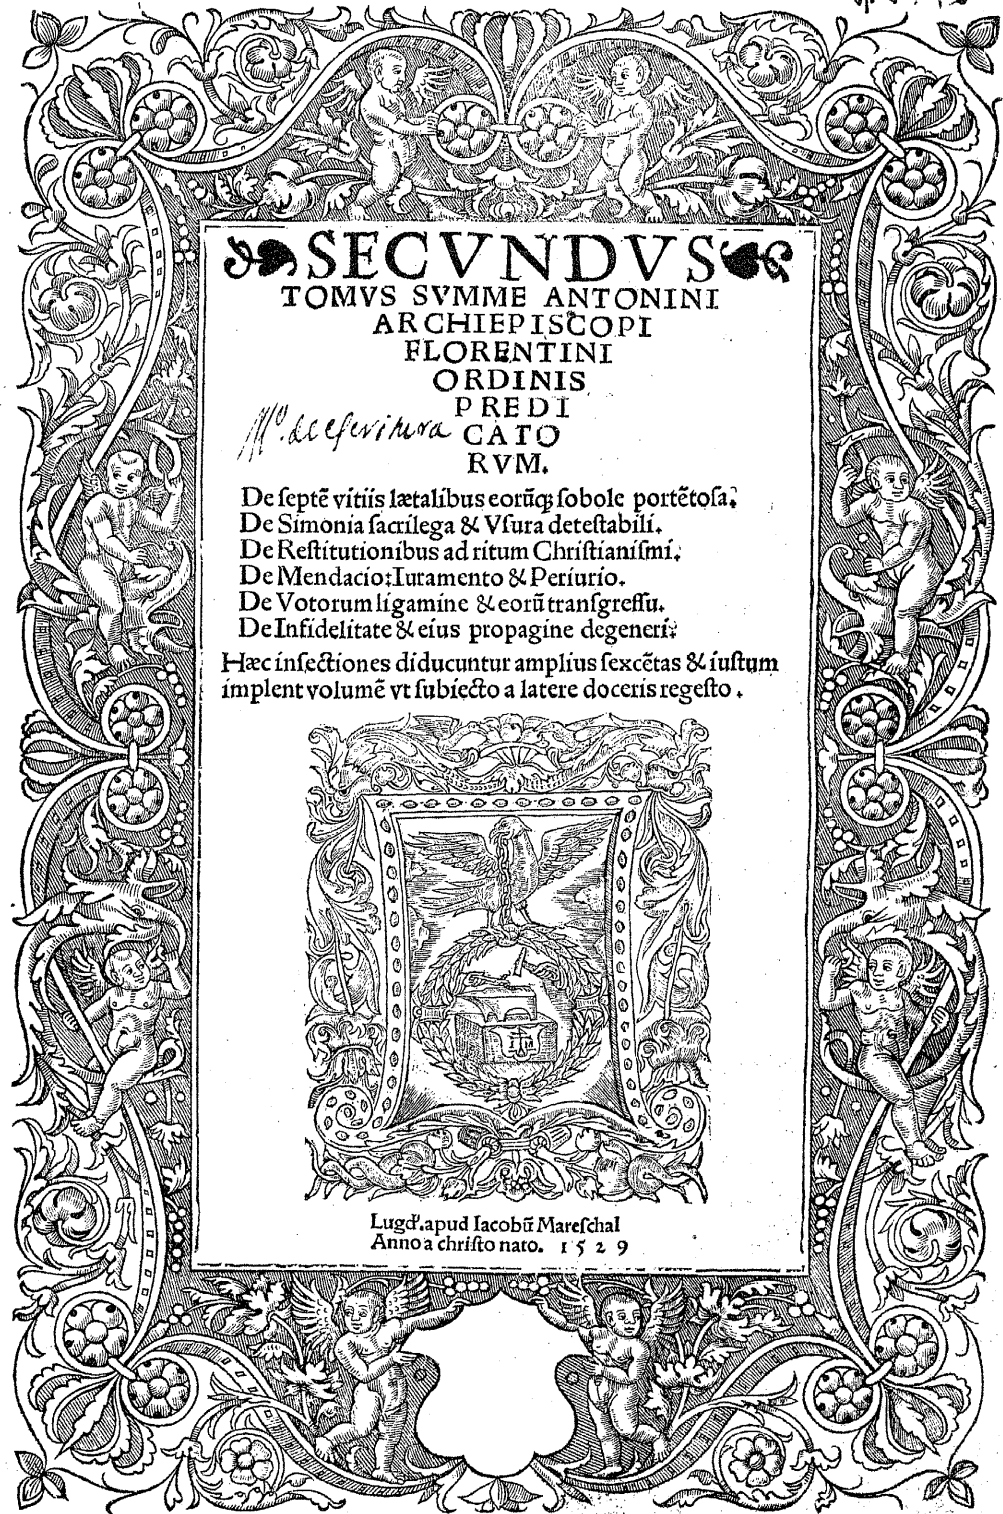 SECVNDVS
TOMVS SVMME ANTONINI
ARCHIEPISCOPI
FLORENTINI
ORDINIS
PREDI
CATO
RVM.
De ſeptē vitiis lætalibus eorūqꝫ ſobole portētoſa.
De Simonia ſacrilega & Vſura deteſtabili.
De Reſtitutionibus ad ritum Chriſtianiſmi.
De Mendacio: Iuramento & Periurio.
De Votorum ligamine & eorū tranſgreſſu.
De Infidelitate & eius propagine degeneri:
Hæc inſectiones diducuntur amplius ſexcētas & iuſtum
implent volumē vt ſubiecto a latere doceris regeſto.
Lugd'. apud Iacobū Mareſchal
Anno a chriſto nato. 1529